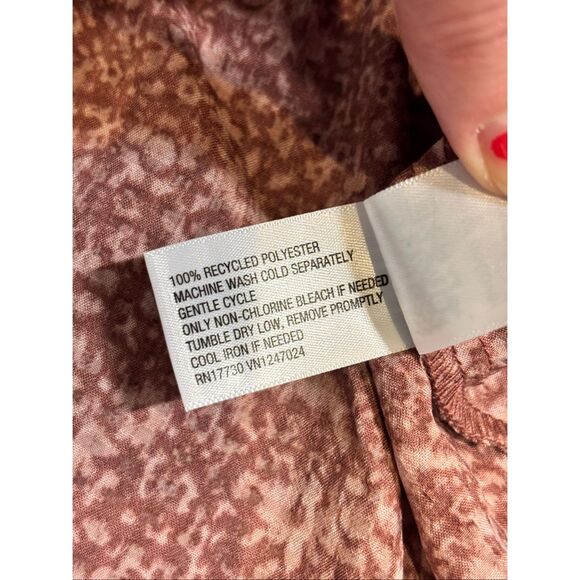 100% RECYCLED POLYESTER
MACHINE WASH COLD SEPARATELY
GENTLE CYCLE
ONLY NON-CHLORINE BLEACH IF NEEDED
TUMBLE DRY LOW, REMOVE PROMPTLY
COOL IRON IF NEEDED
RN17730 VN1247024